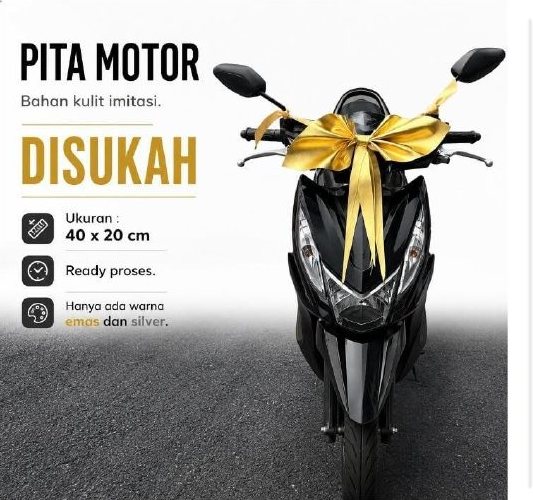 PITA MOTOR
Bahan kulit imitasi.
DISUKAH
Ukuran :
40 x 20 cm
Ready proses.
Hanya ada warna
emas dan silver.